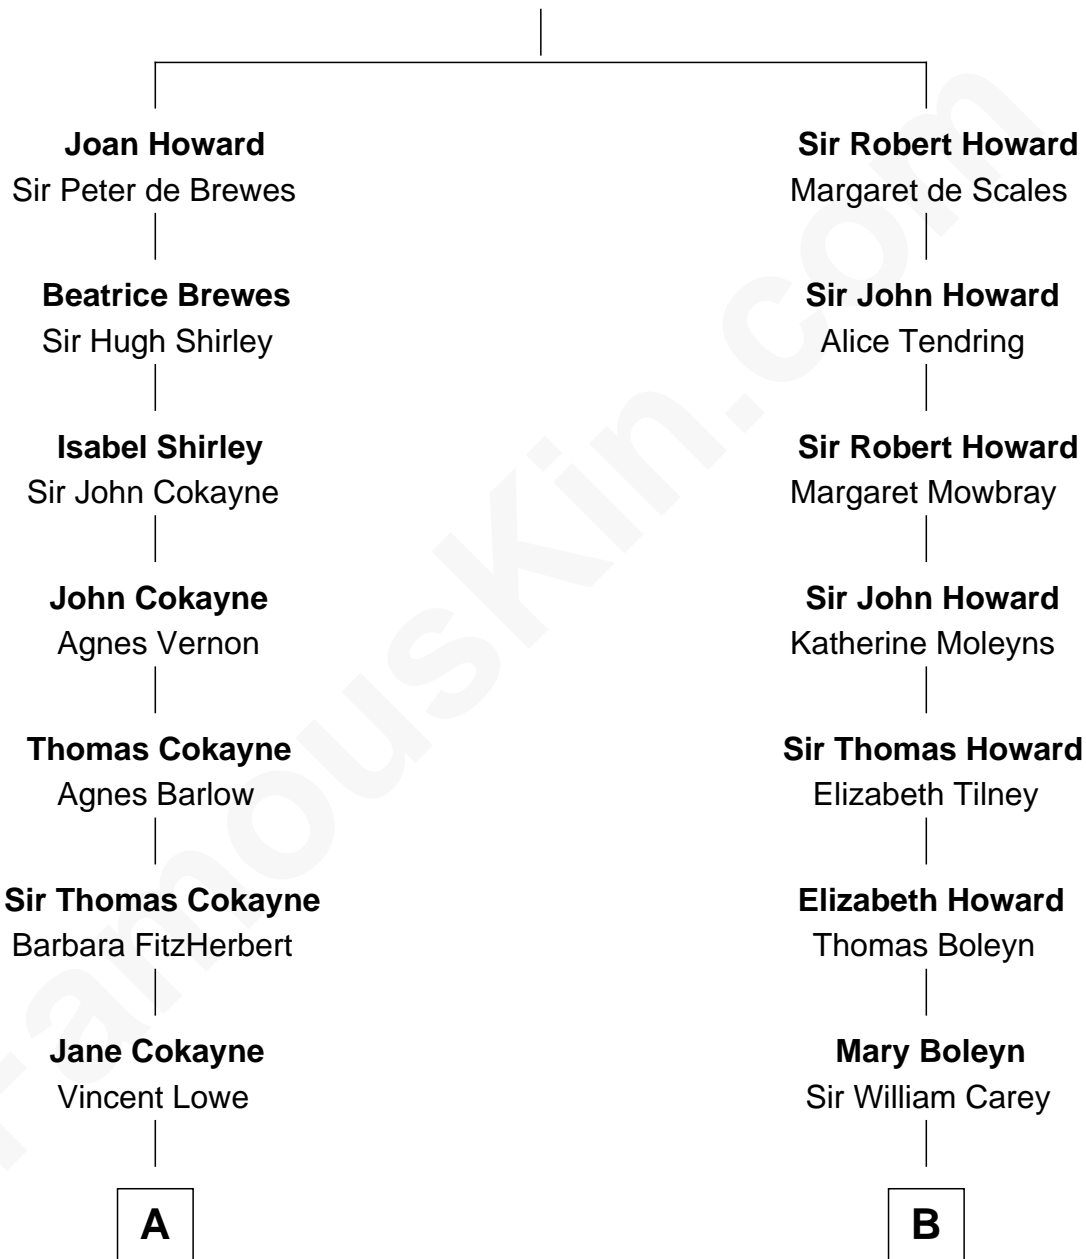 Joan Howard
Sir Peter de Brewes
Beatrice Brewes
Sir Hugh Shirley
Isabel Shirley
Sir John Cokayne
John Cokayne
Agnes Vernon
Thomas Cokayne
Agnes Barlow
Sir Thomas Cokayne
Barbara FitzHerbert
Jane Cokayne
Vincent Lowe
A
Sir Robert Howard
Margaret de Scales
Sir John Howard
Alice Tendring
Sir Robert Howard
Margaret Mowbray
Sir John Howard
Katherine Moleyns
Sir Thomas Howard
Elizabeth Tilney
Elizabeth Howard
Thomas Boleyn
Mary Boleyn
Sir William Carey
B
FamousKin.com